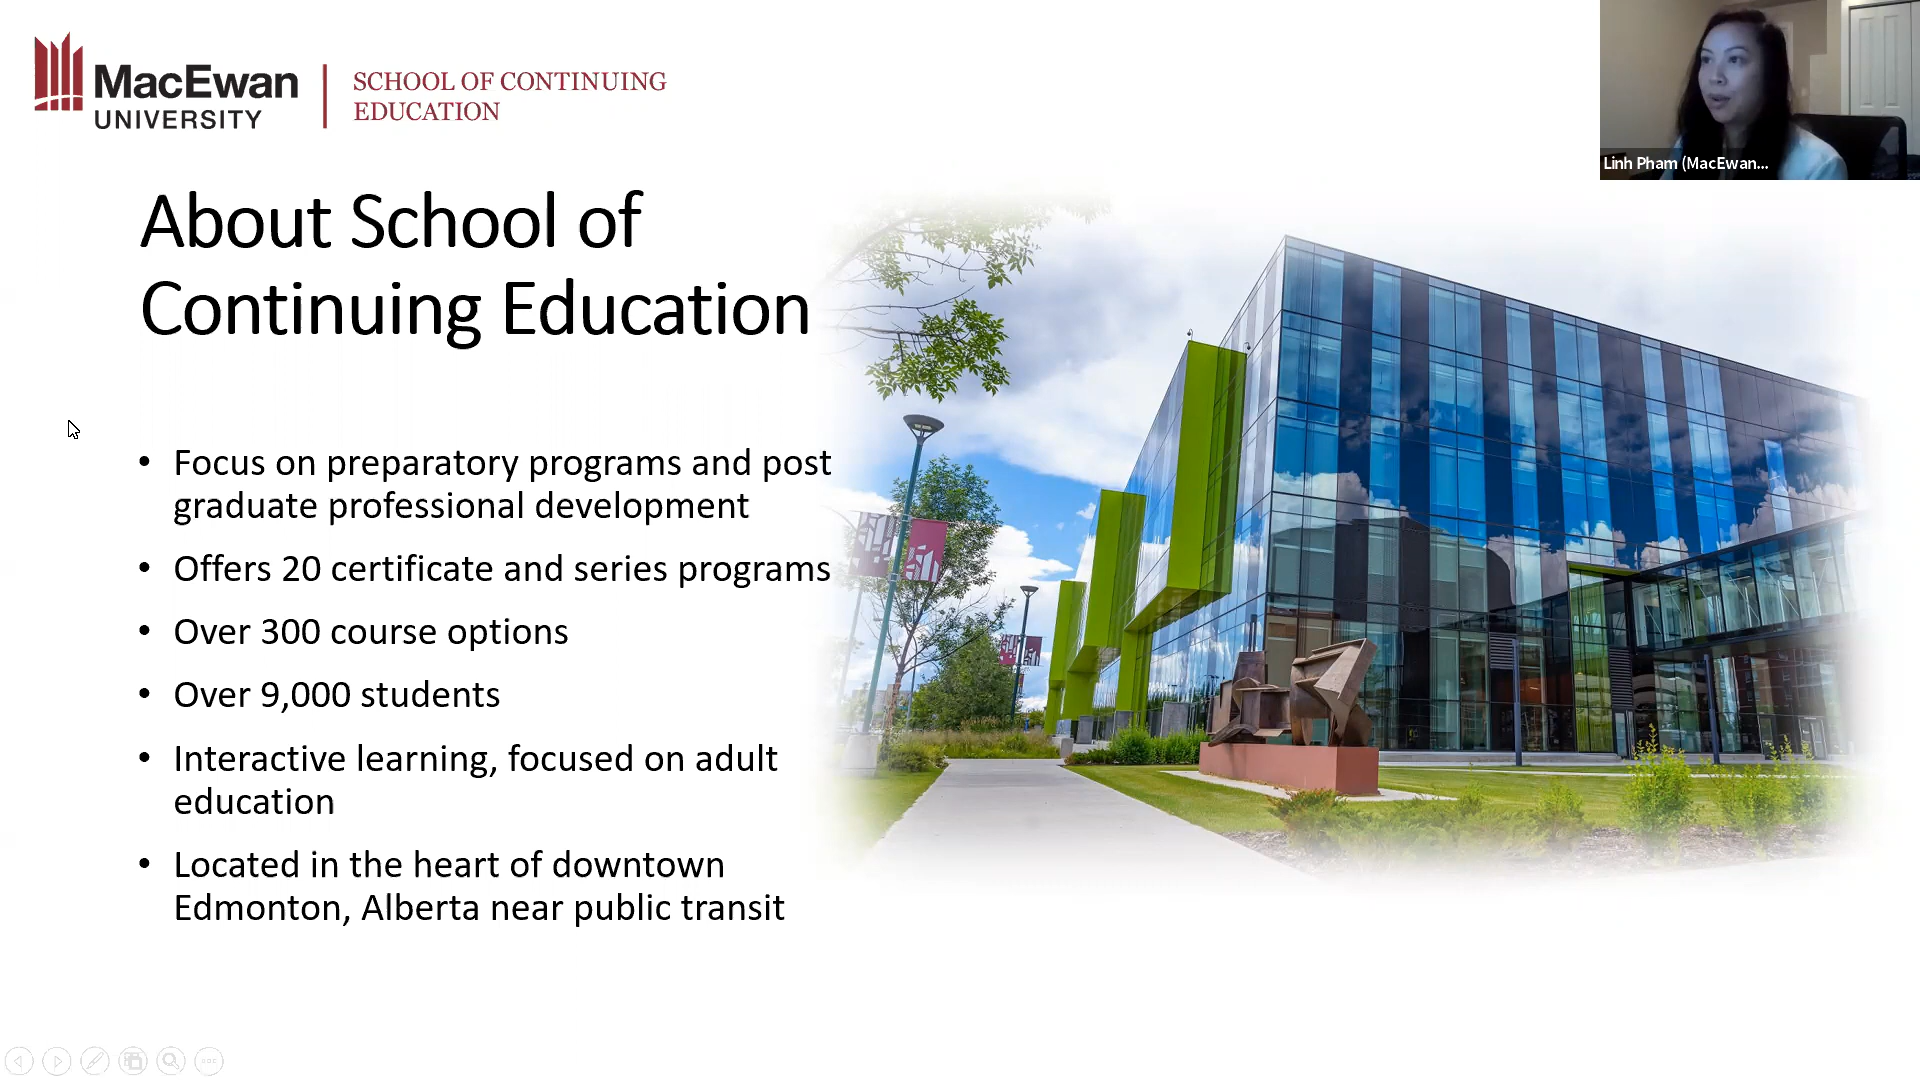 MacEwan
UNIVERSITY
SCHOOL OF CONTINUING
EDUCATION
Linh Pham (MacEwan...
About School of
Continuing Education
• Focus on preparatory programs and post
graduate professional development
• Offers 20 certificate and series programs
• Over 300 course options
• Over 9,000 students
• Interactive learning, focused on adult
education
• Located in the heart of downtown
Edmonton, Alberta near public transit